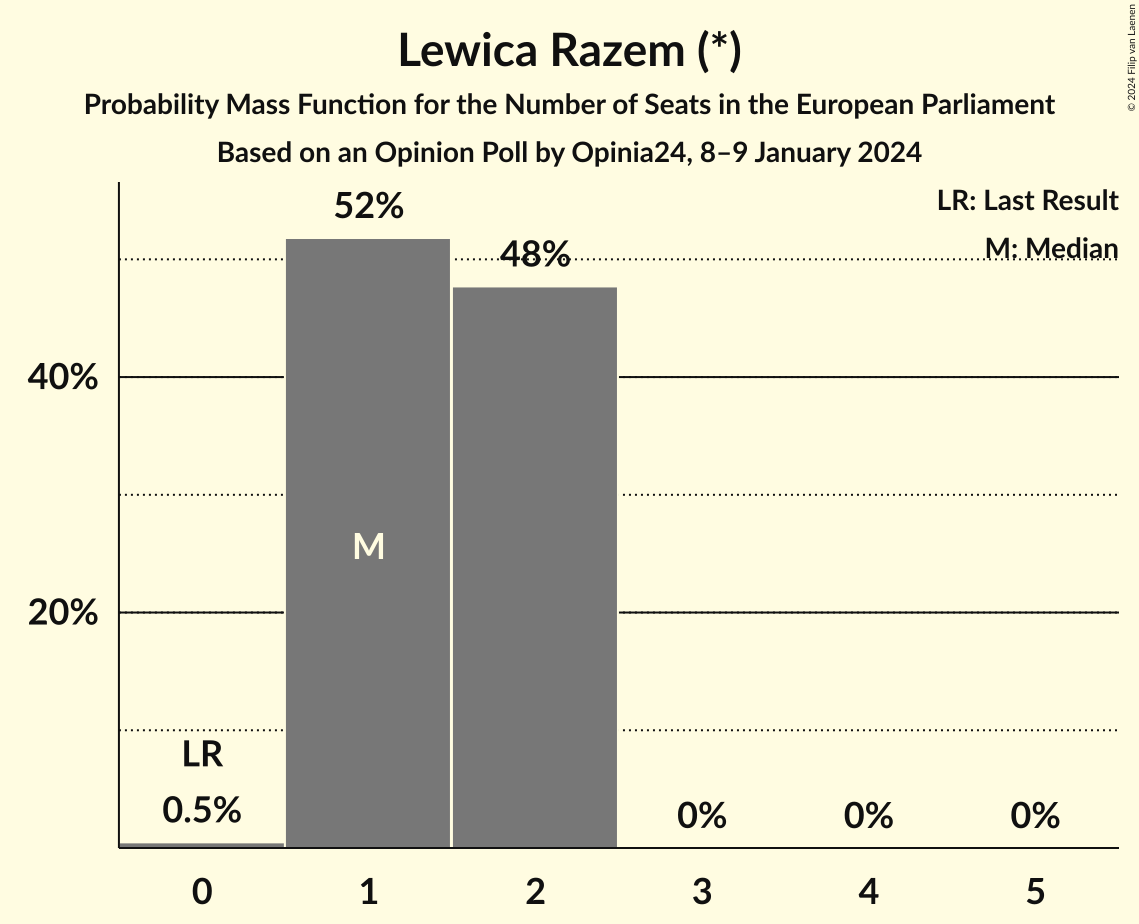 Lewica Razem (*)
Probability Mass Function for the Number of Seats in the European Parliament
Based on an Opinion Poll by Opinia24, 8–9 January 2024
© 2024 Filip van Laenen
LR: Last Result
M: Median
52%
48%
40%
M
20%
LR
0.5%
0%
0%
0%
0
1
2
3
4
5